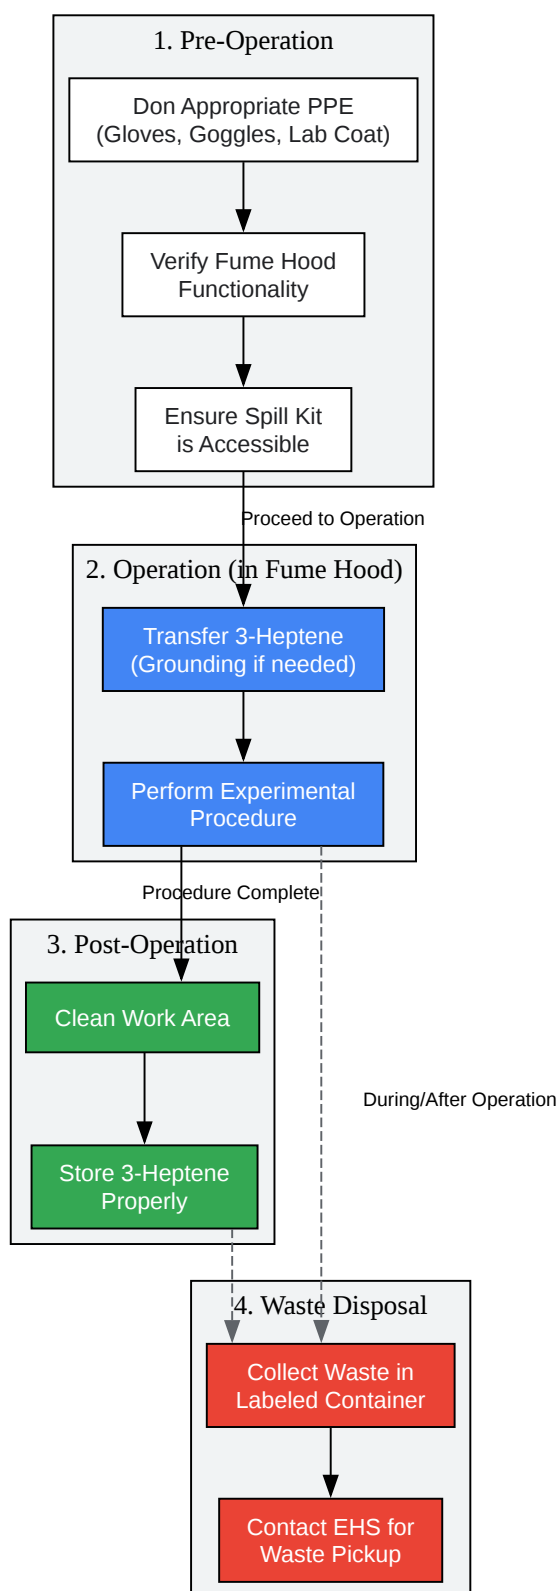 1. Pre-Operation
Don Appropriate PPE
(Gloves, Goggles, Lab Coat)
Verify Fume Hood
Functionality
Ensure Spill Kit
is Accessible
Proceed to Operation
2. Operation (in Fume Hood)
Transfer 3-Heptene
(Grounding if needed)
Perform Experimental
Procedure
Procedure Complete
3. Post-Operation
Clean Work Area
During/After Operation
Store 3-Heptene
Properly
4. Waste Disposal
Collect Waste in
Labeled Container
Contact EHS for
Waste Pickup